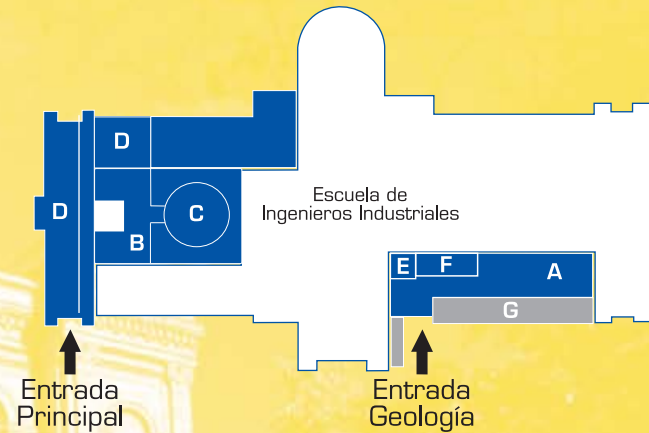 D
D
C
B
Escuela de
Ingenieros Industriales
E
F
A
G
Entrada
Principal
Entrada
Geología